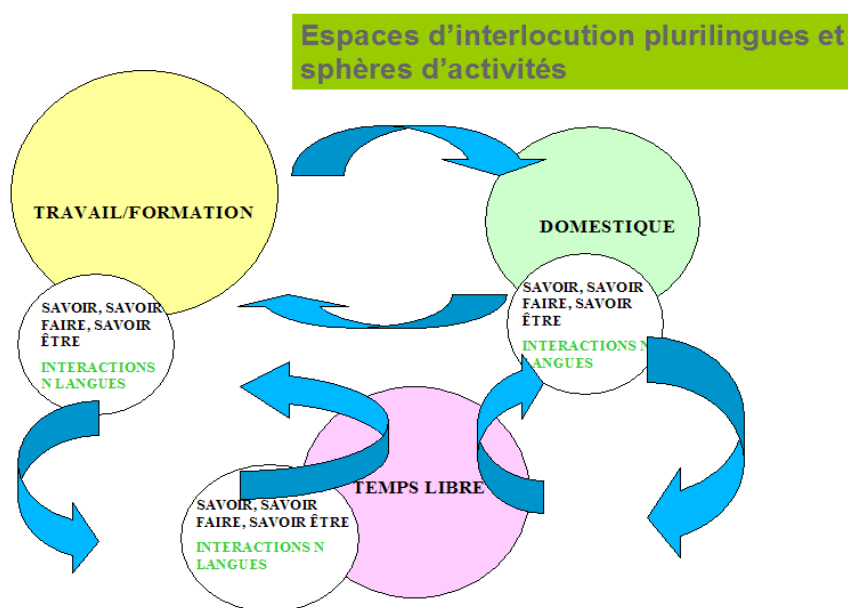 Espaces d’interlocution plurilingues et
sphères d’activités
TRAVAIL/FORMATION
DOMESTIQUE
SAVOIR, SAVOIR
FAIRE, SAVOIR
ÊTRE
INTERACTIONS
N LANGUES
SAVOIR, SAVOIR
FAIRE, SAVOIR
ÊTRE
INTERACTIONS N
LANGUES
TEMPS LIBRE
SAVOIR, SAVOIR
FAIRE, SAVOIR ÊTRE
INTERACTIONS N
LANGUES